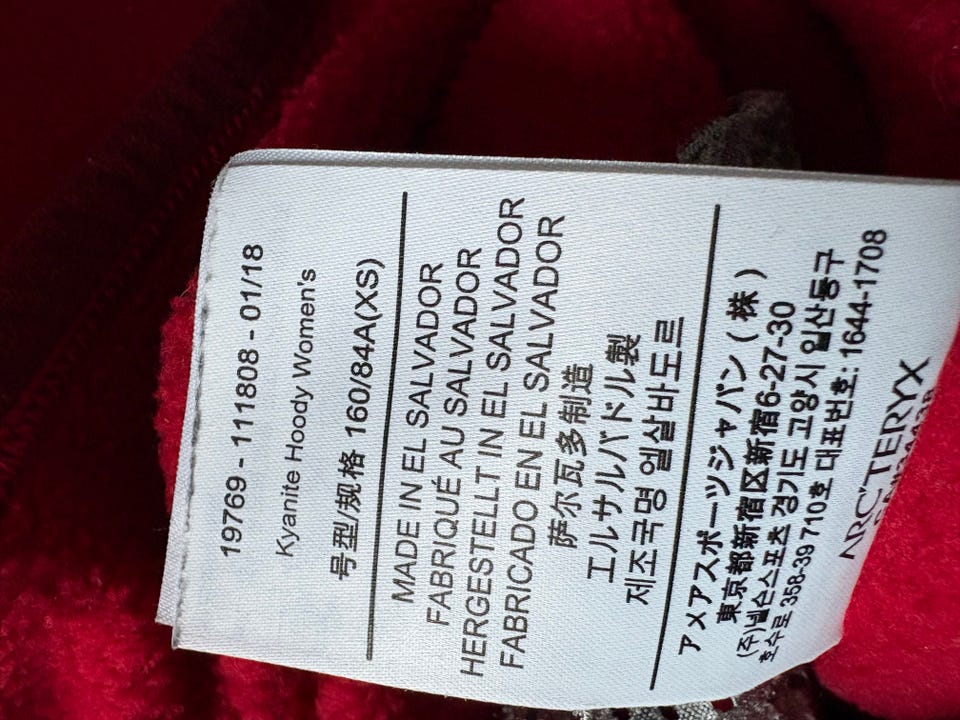 19769 - 111808 - 01/18
Kyanite Hoody Women's
号型/规格 160/84A(XS)
MADE IN EL SALVADOR
FABRIQUÉ AU SALVADOR
HERGESTELLT IN EL SALVADOR
FABRICADO EN EL SALVADOR
萨尔瓦多制造
エルサルバドル製
제조국명 엘살바도르
アメアスポーツジャパン(株)
東京都新宿区新宿6-27-30
(주)넬슨스포츠 경기도 고양시 일산동구
호수로 358-39 710호 대표번호: 1644-1708
ARC'TERYX